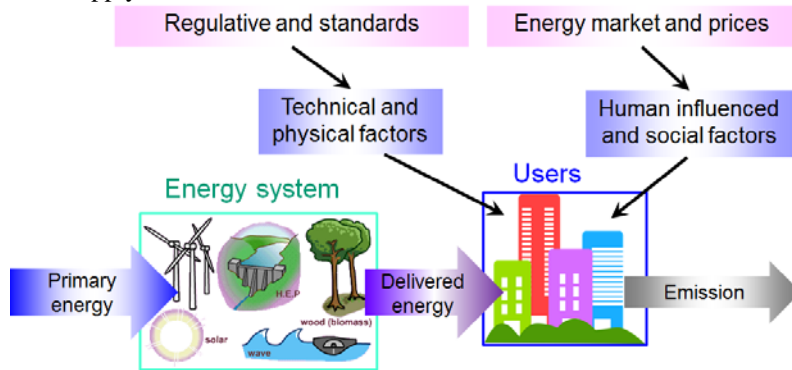 Regulative and standards
Energy market and prices
Technical and
physical factors
Human influenced
and social factors
Energy system
Users
Primary
energy
H.E.P
wood (biomass)
solar
wave
Delivered
energy
Emission